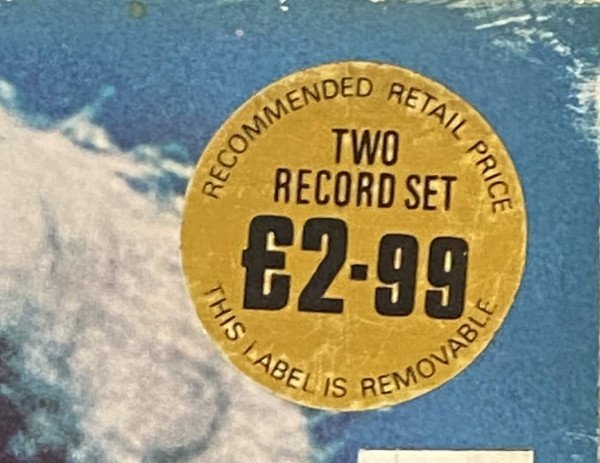 RECOMMENDED RETAIL PRICE
TWO
RECORD SET
£2·99
THIS LABEL IS REMOVABLE